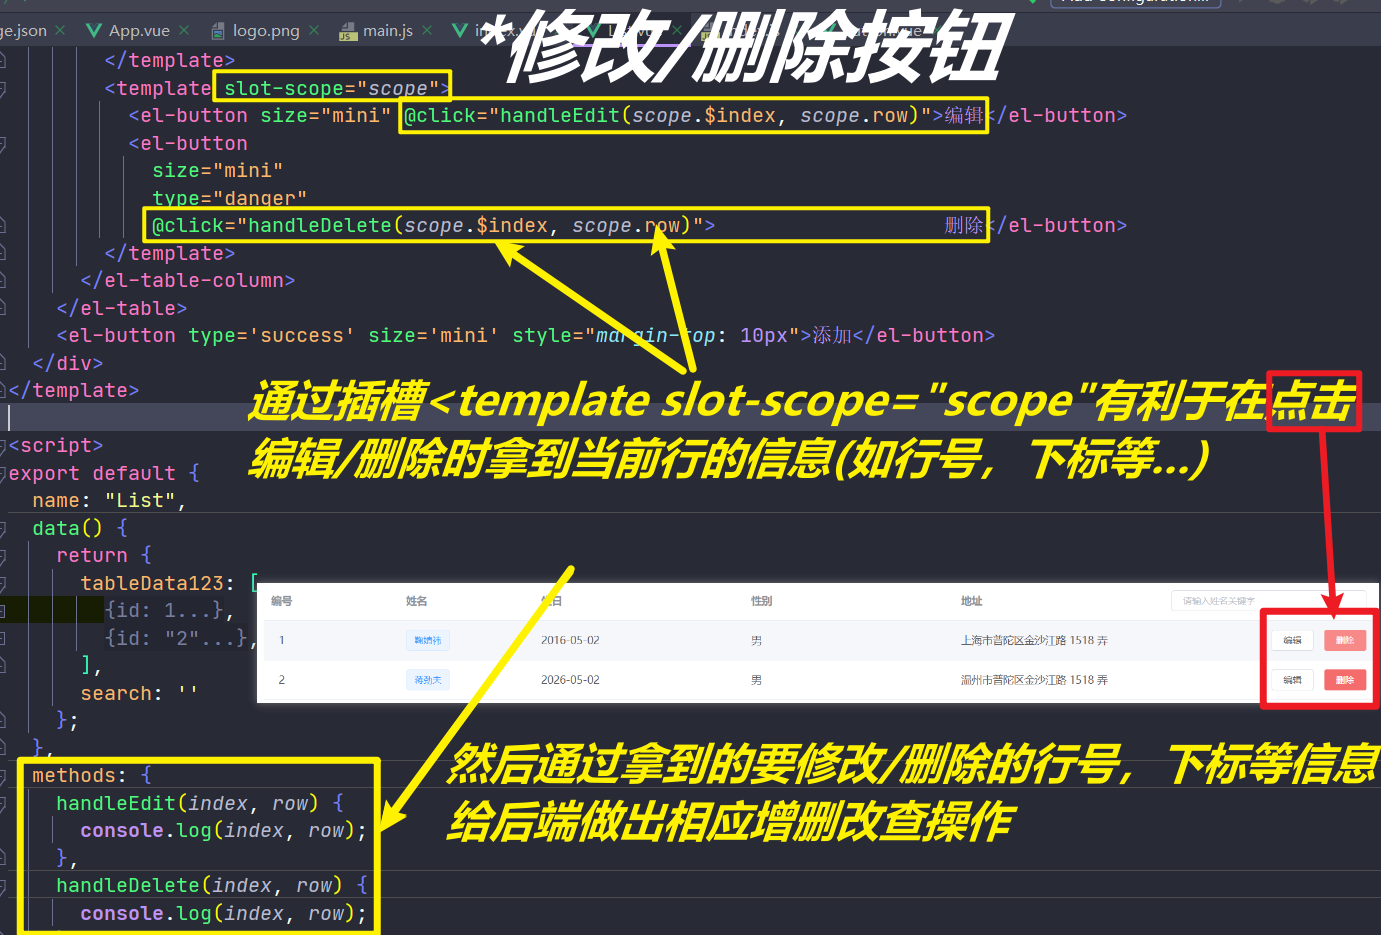 ge.json App.vue logo.png main.js
*修改/删除按钮
</template>
<template slot-scope="scope">
<el-button size="mini" @click="handleEdit(scope.$index, scope.row)">编辑</el-button>
<el-button
size="mini"
type="danger"
@click="handleDelete(scope.$index, scope.row)"> 删除</el-button>
</template>
</el-table-column>
</el-table>
<el-button type='success' size='mini' style="margin-top: 10px">添加</el-button>
</div>
</template>
通过插槽<template slot-scope="scope"有利于在点击
编辑/删除时拿到当前行的信息(如行号，下标等...)
<script>
export default {
name: "List",
data() {
return {
tableData123: [
{id: 1...},
{id: "2"...},
],
search: ''
};
},
编号 姓名 生日 性别 地址 请输入姓名关键字
1 鞠婧祎 2016-05-02 男 上海市普陀区金沙江路 1518 弄 编辑 删除
2 蒋劲夫 2026-05-02 男 温州市普陀区金沙江路 1518 弄 编辑 删除
然后通过拿到的要修改/删除的行号，下标等信息
给后端做出相应增删改查操作
methods: {
handleEdit(index, row) {
console.log(index, row);
},
handleDelete(index, row) {
console.log(index, row);